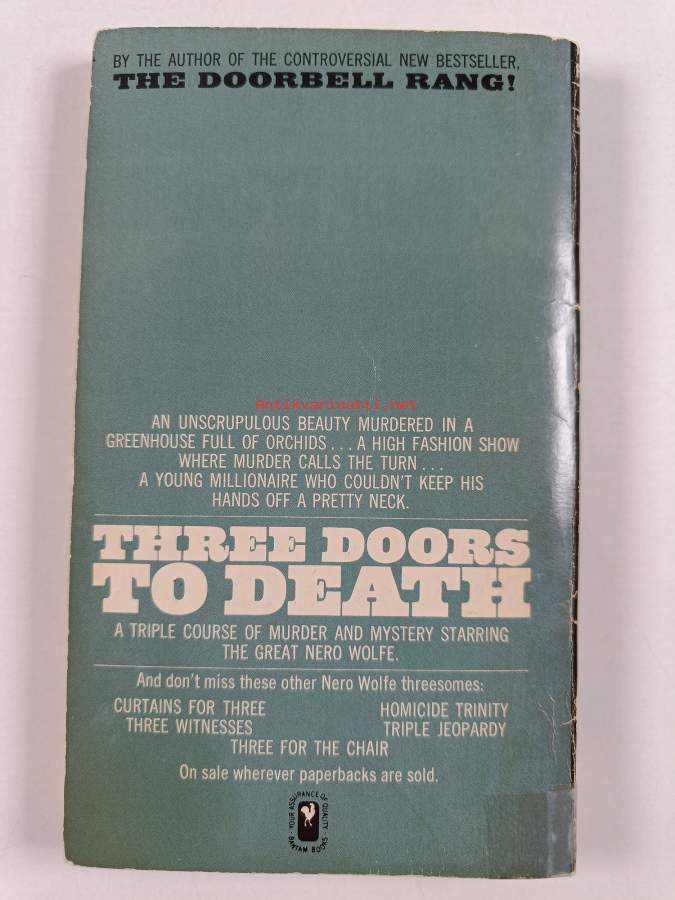 BY THE AUTHOR OF THE CONTROVERSIAL NEW BESTSELLER,
THE DOORBELL RANG!
Antikvariaatti.net
AN UNSCRUPULOUS BEAUTY MURDERED IN A
GREENHOUSE FULL OF ORCHIDS... A HIGH FASHION SHOW
WHERE MURDER CALLS THE TURN...
A YOUNG MILLIONAIRE WHO COULDN'T KEEP HIS
HANDS OFF A PRETTY NECK.
THREE DOORS
TO DEATH
A TRIPLE COURSE OF MURDER AND MYSTERY STARRING
THE GREAT NERO WOLFE.
And don't miss these other Nero Wolfe threesomes:
CURTAINS FOR THREE HOMICIDE TRINITY
THREE WITNESSES TRIPLE JEOPARDY
THREE FOR THE CHAIR
On sale wherever paperbacks are sold.
YOUR ASSURANCE OF QUALITY
BANTAM BOOKS